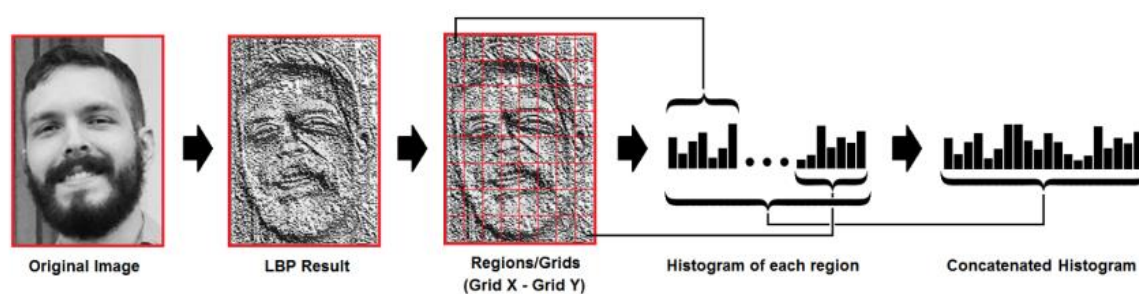 Original Image
LBP Result
Regions/Grids
(Grid X - Grid Y)
Histogram of each region
Concatenated Histogram